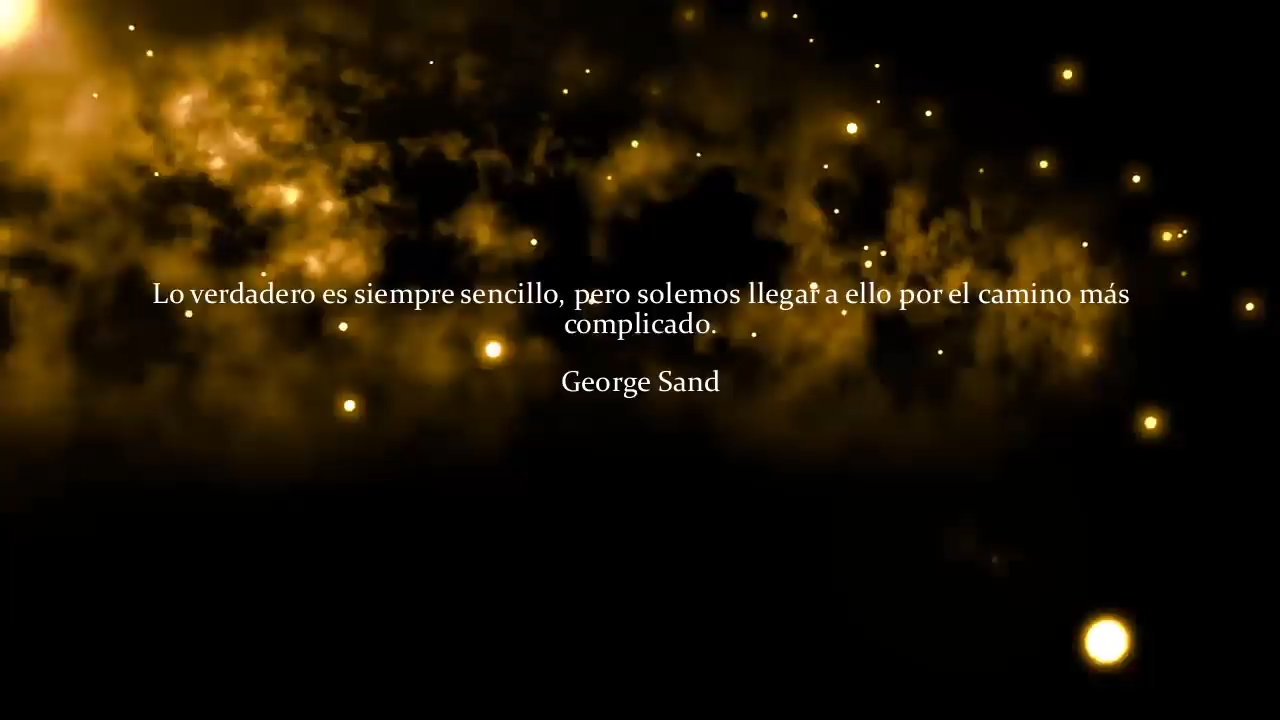 Lo verdadero es siempre sencillo, pero solemos llegar a ello por el camino más
complicado.
George Sand